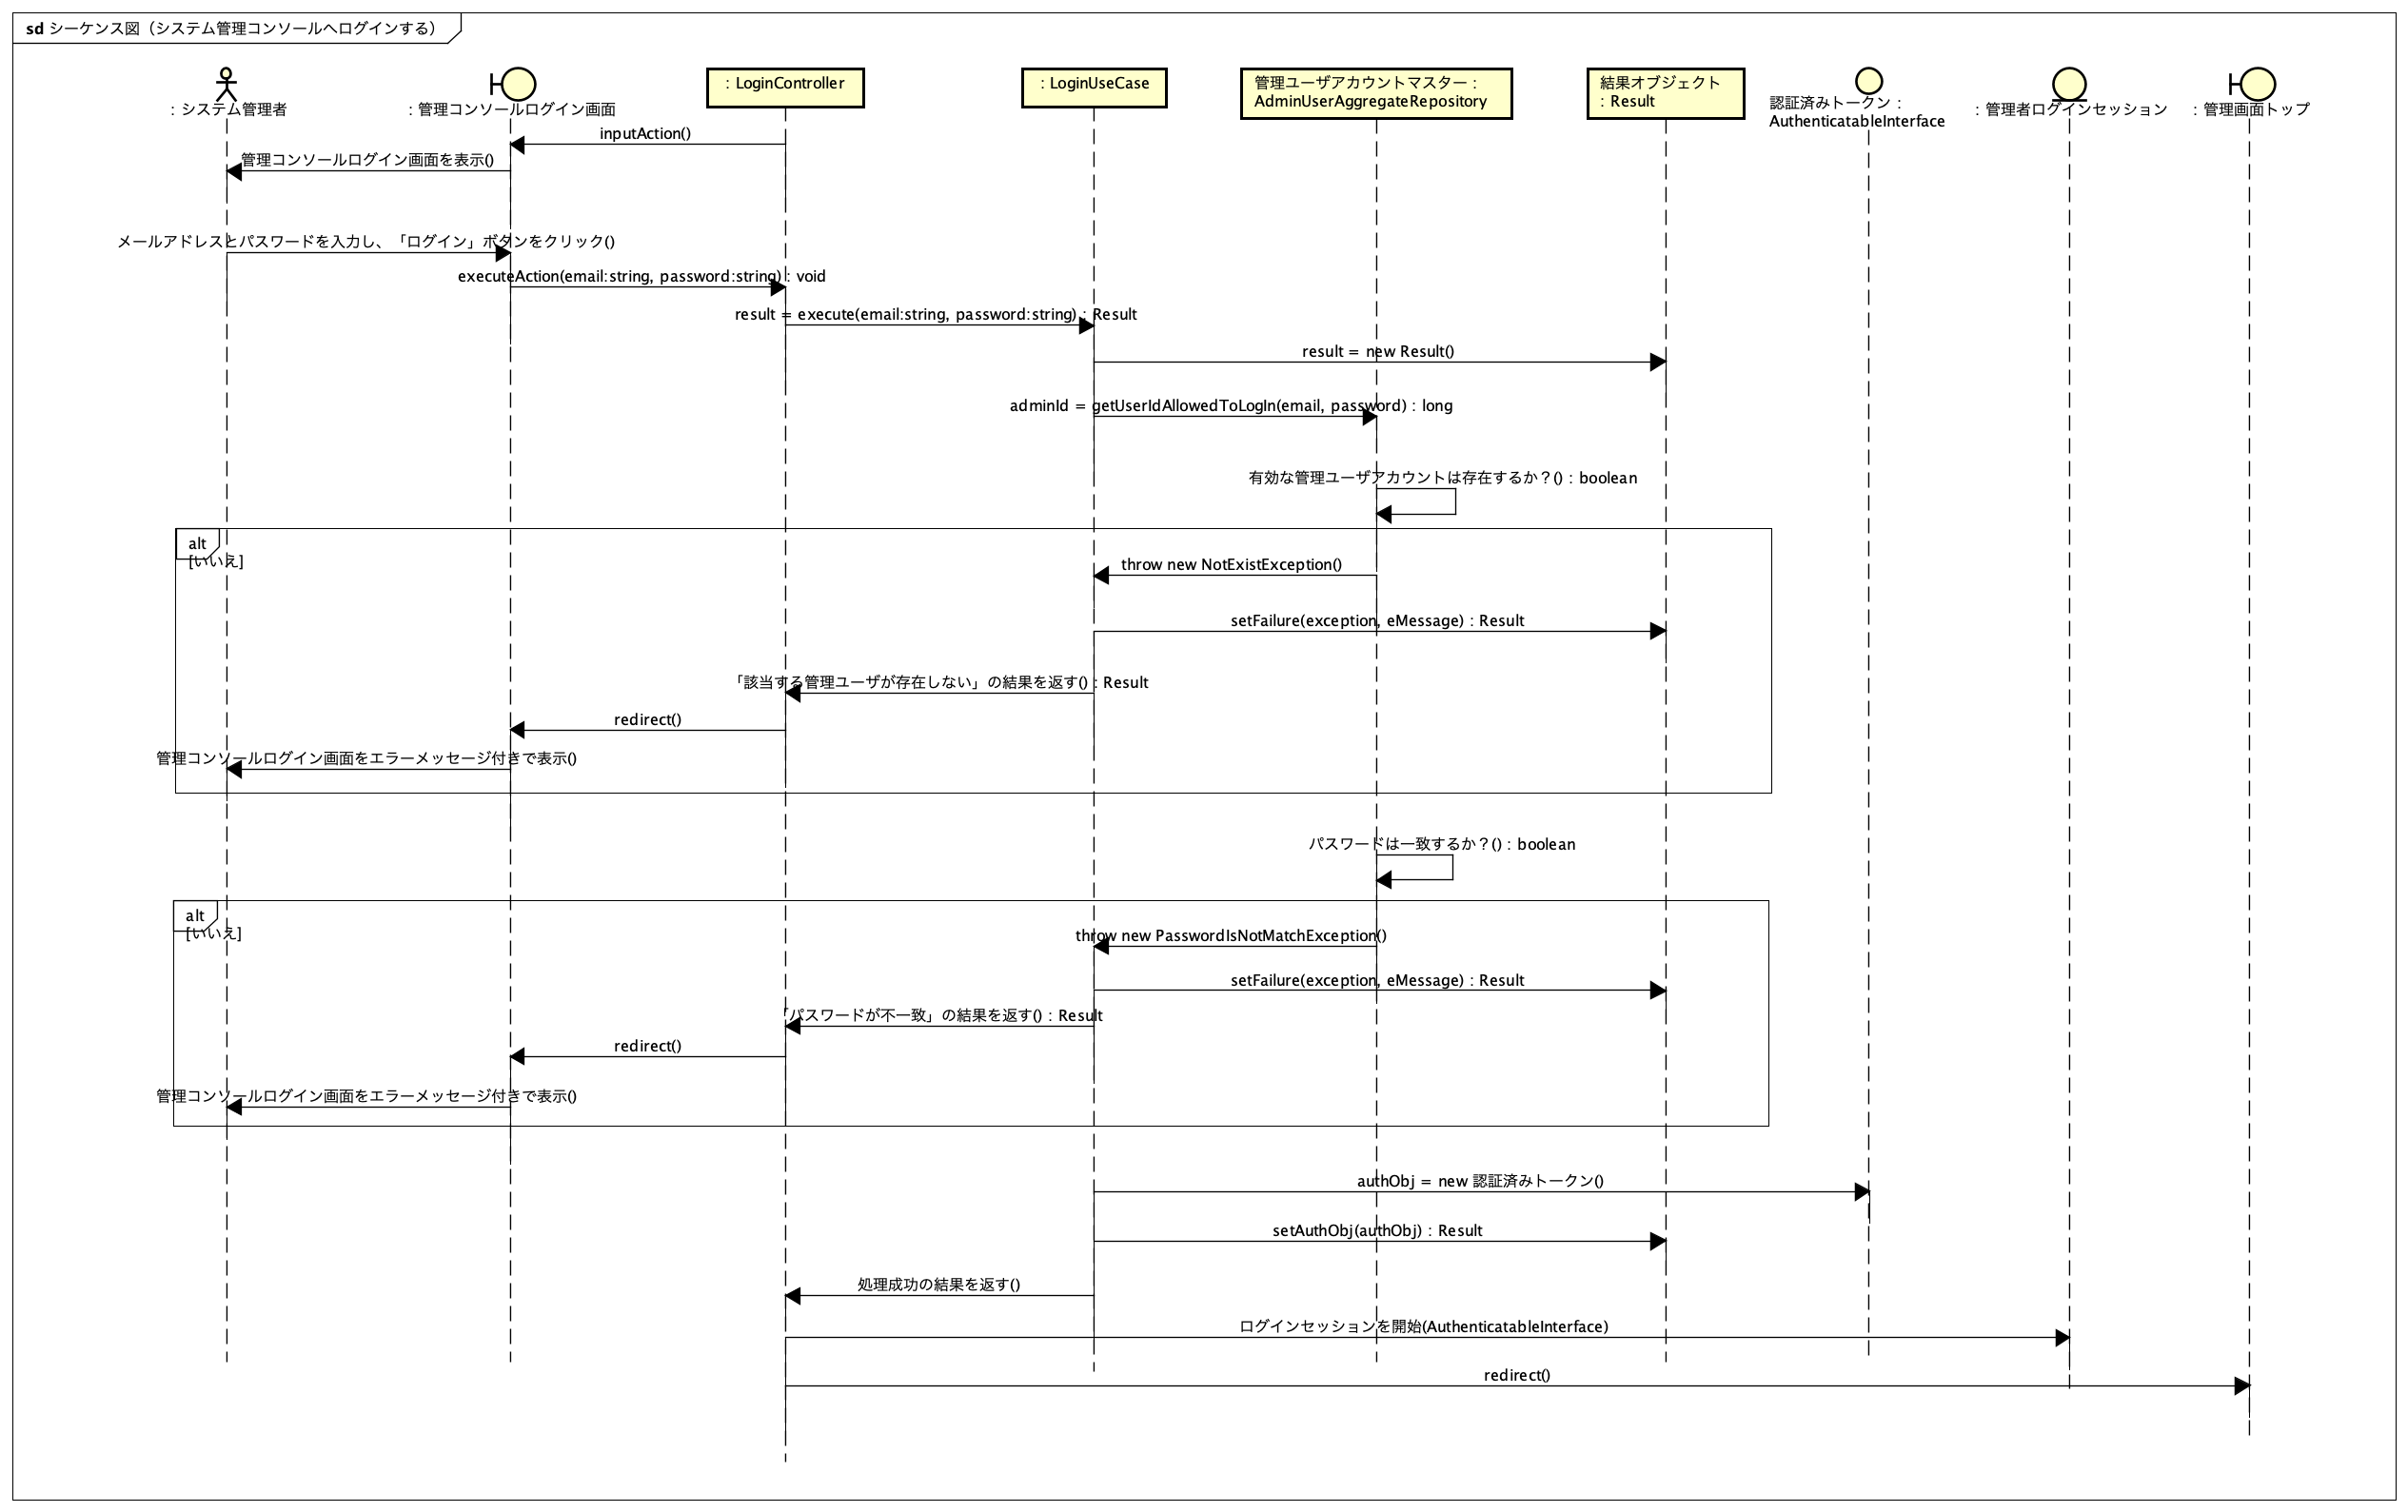 sd シーケンス図（システム管理コンソールへログインする）
: システム管理者
: 管理コンソールログイン画面
: LoginController
: LoginUseCase
管理ユーザアカウントマスター :
AdminUserAggregateRepository
結果オブジェクト
: Result
認証済みトークン :
AuthenticatableInterface
: 管理者ログインセッション
: 管理画面トップ
inputAction()
管理コンソールログイン画面を表示()
メールアドレスとパスワードを入力し、「ログイン」ボタンをクリック()
executeAction(email:string, password:string) : void
result = execute(email:string, password:string) : Result
result = new Result()
adminId = getUserIdAllowedToLogIn(email, password) : long
有効な管理ユーザアカウントは存在するか？() : boolean
alt
[いいえ]
throw new NotExistException()
setFailure(exception, eMessage) : Result
「該当する管理ユーザが存在しない」の結果を返す() : Result
redirect()
管理コンソールログイン画面をエラーメッセージ付きで表示()
パスワードは一致するか？() : boolean
alt
[いいえ]
throw new PasswordIsNotMatchException()
setFailure(exception, eMessage) : Result
「パスワードが不一致」の結果を返す() : Result
redirect()
管理コンソールログイン画面をエラーメッセージ付きで表示()
authObj = new 認証済みトークン()
setAuthObj(authObj) : Result
処理成功の結果を返す()
ログインセッションを開始(AuthenticatableInterface)
redirect()